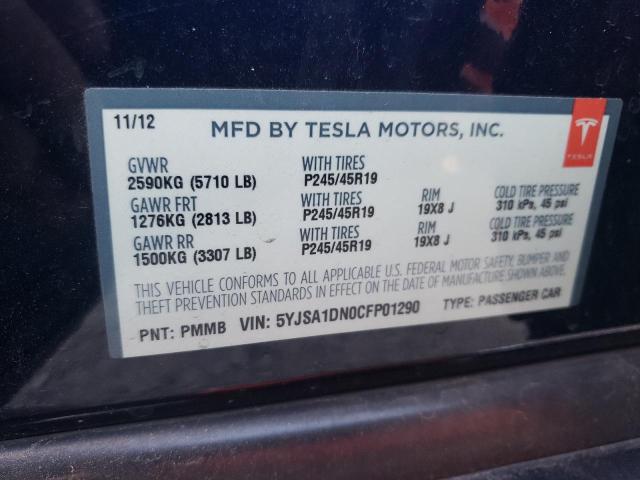 11/12 MFD BY TESLA MOTORS, INC.
TESLA
GVWR WITH TIRES
2590KG (5710 LB) P245/45R19
GAWR FRT WITH TIRES RIM COLD TIRE PRESSURE
1276KG (2813 LB) P245/45R19 19X8 J 310 kPs, 45 psi
GAWR RR WITH TIRES RIM COLD TIRE PRESSURE
1500KG (3307 LB) P245/45R19 19X8 J 310 kPs, 45 psi
THIS VEHICLE CONFORMS TO ALL APPLICABLE U.S. FEDERAL MOTOR SAFETY, BUMPER AND
THEFT PREVENTION STANDARDS IN EFFECT ON THE DATE OF MANUFACTURE SHOWN ABOVE.
PNT: PMMB VIN: 5YJSA1DN0CFP01290 TYPE: PASSENGER CAR